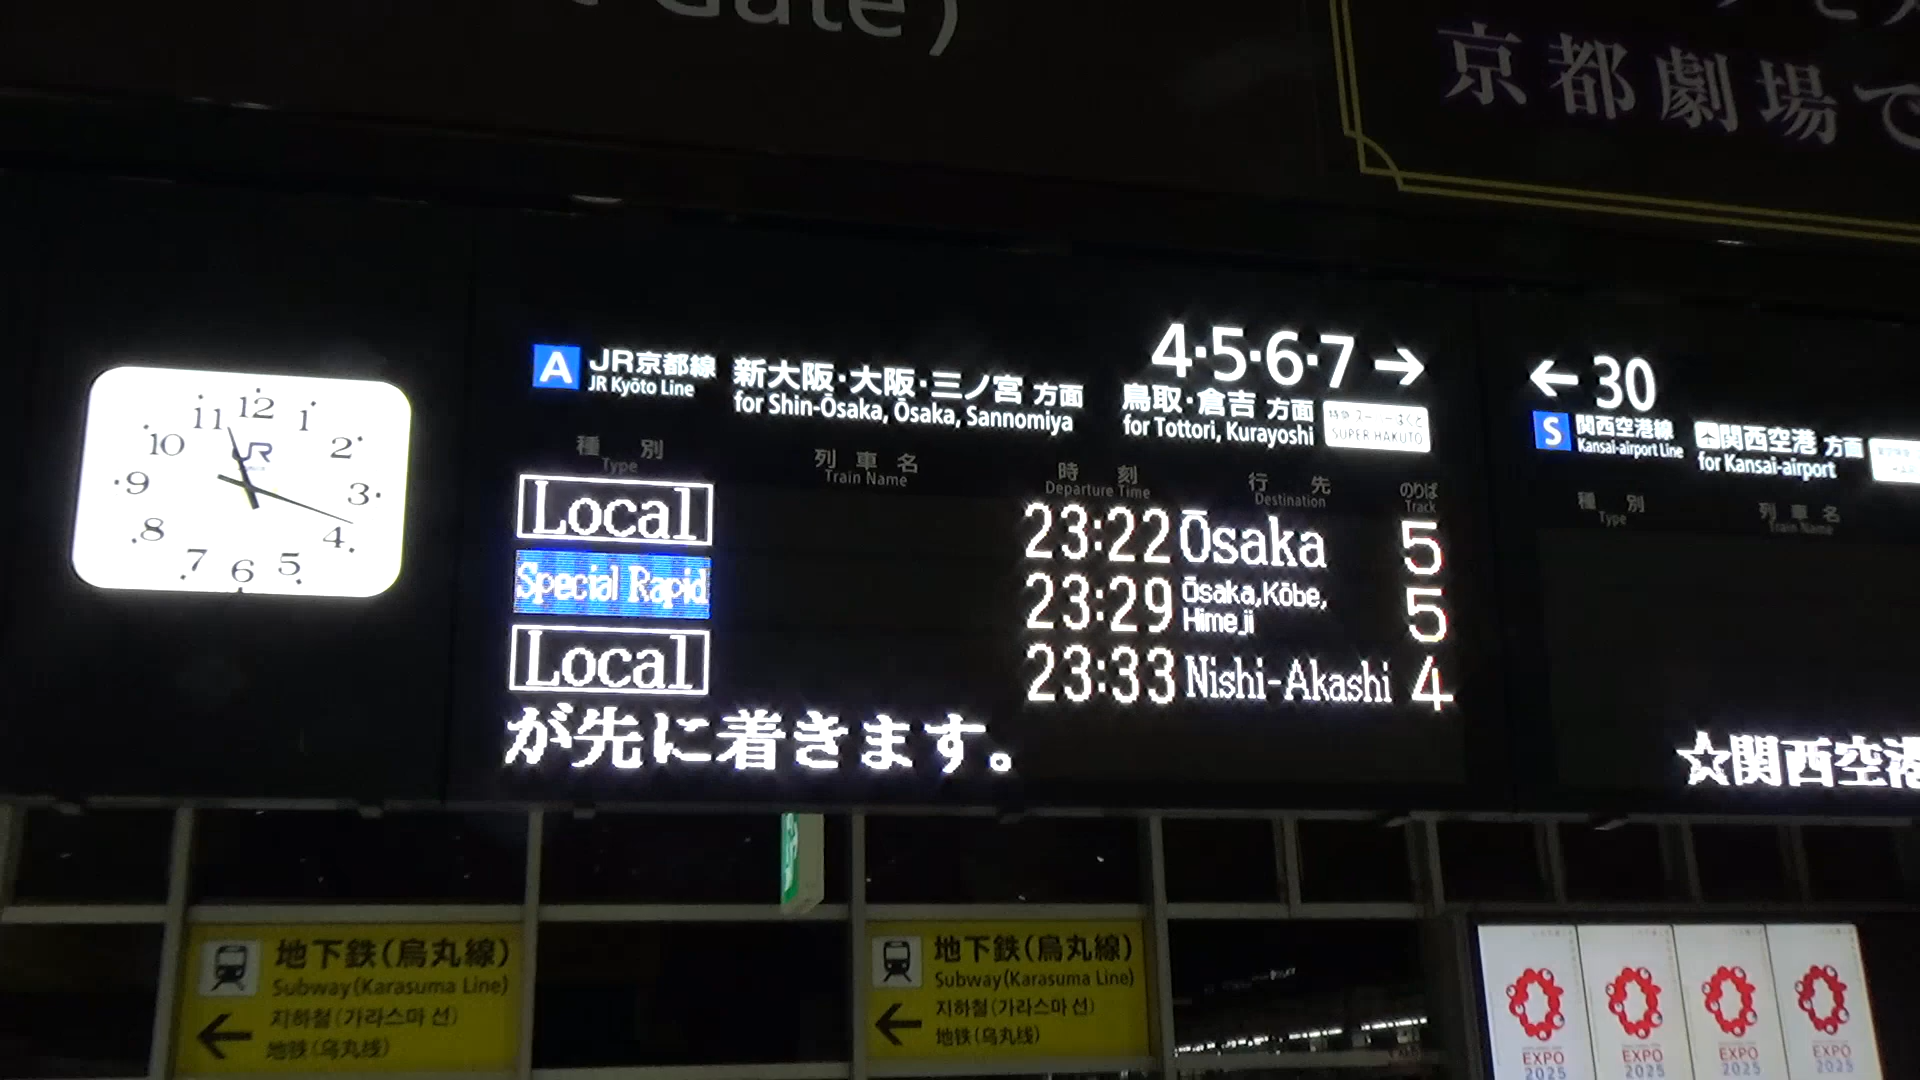 Gate)
京都劇場で
12
11
1
10
2
9
3
8
4
7
5
6
JR
A JR京都線
JR Kyōto Line
新大阪・大阪・三ノ宮 方面
for Shin-Ōsaka, Ōsaka, Sannomiya
4・5・6・7 →
鳥取・倉吉 方面
for Tottori, Kurayoshi
特急 スーパーはくと
SUPER HAKUTO
種別 列車名 時刻 行先 のりば
Type Train Name Departure Time Destination Track
Local 23:22 Ōsaka 5
Special Rapid 23:29 Ōsaka,Kōbe, Himeji 5
Local 23:33 Nishi-Akashi 4
が先に着きます。
← 30
S 関西空港線
Kansai-airport Line
関西空港 方面
for Kansai-airport
種別 列車名
Type Train Name
☆関西空港
地下鉄(烏丸線)
Subway(Karasuma Line)
지하철(가라스마 선)
← 地铁(乌丸线)
地下鉄(烏丸線)
Subway(Karasuma Line)
지하철(가라스마 선)
← 地铁(乌丸线)
EXPO
2025
EXPO
2025
EXPO
2025
EXPO
2025